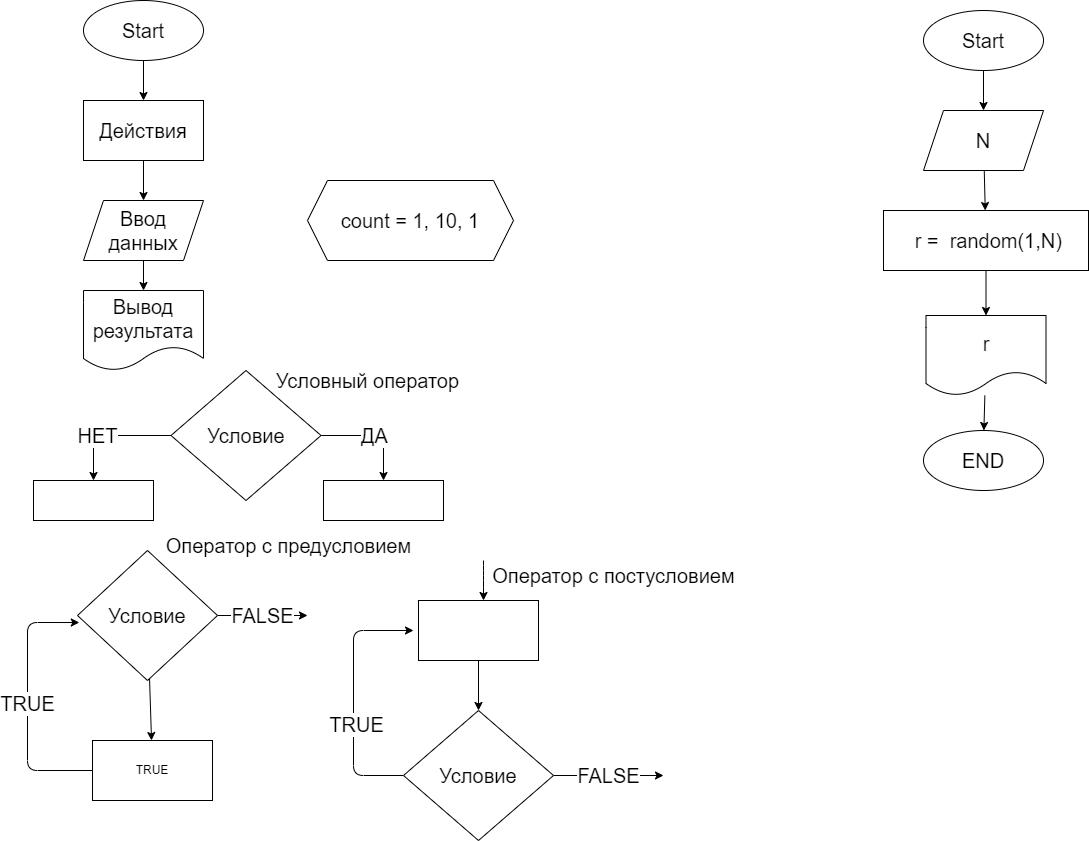 Start
Действия
Ввод
данных
Вывод
результата
count = 1, 10, 1
Условный оператор
НЕТ
Условие
ДА
Оператор с предусловием
Условие
FALSE
TRUE
TRUE
Оператор с постусловием
TRUE
Условие
FALSE
Start
N
r = random(1,N)
r
END